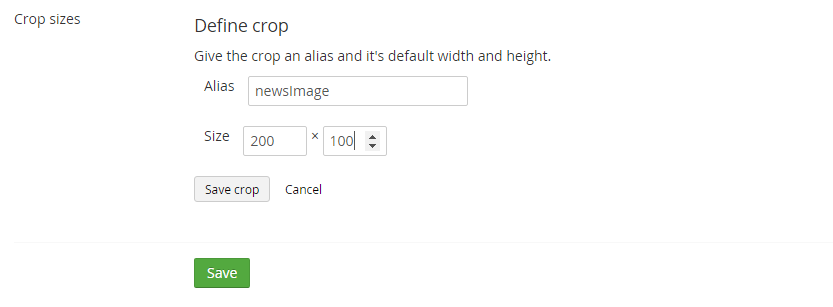 Crop sizes
Define crop
Give the crop an alias and it's default width and height.
Alias newsImage
Size 200 × 100
Save crop Cancel
Save